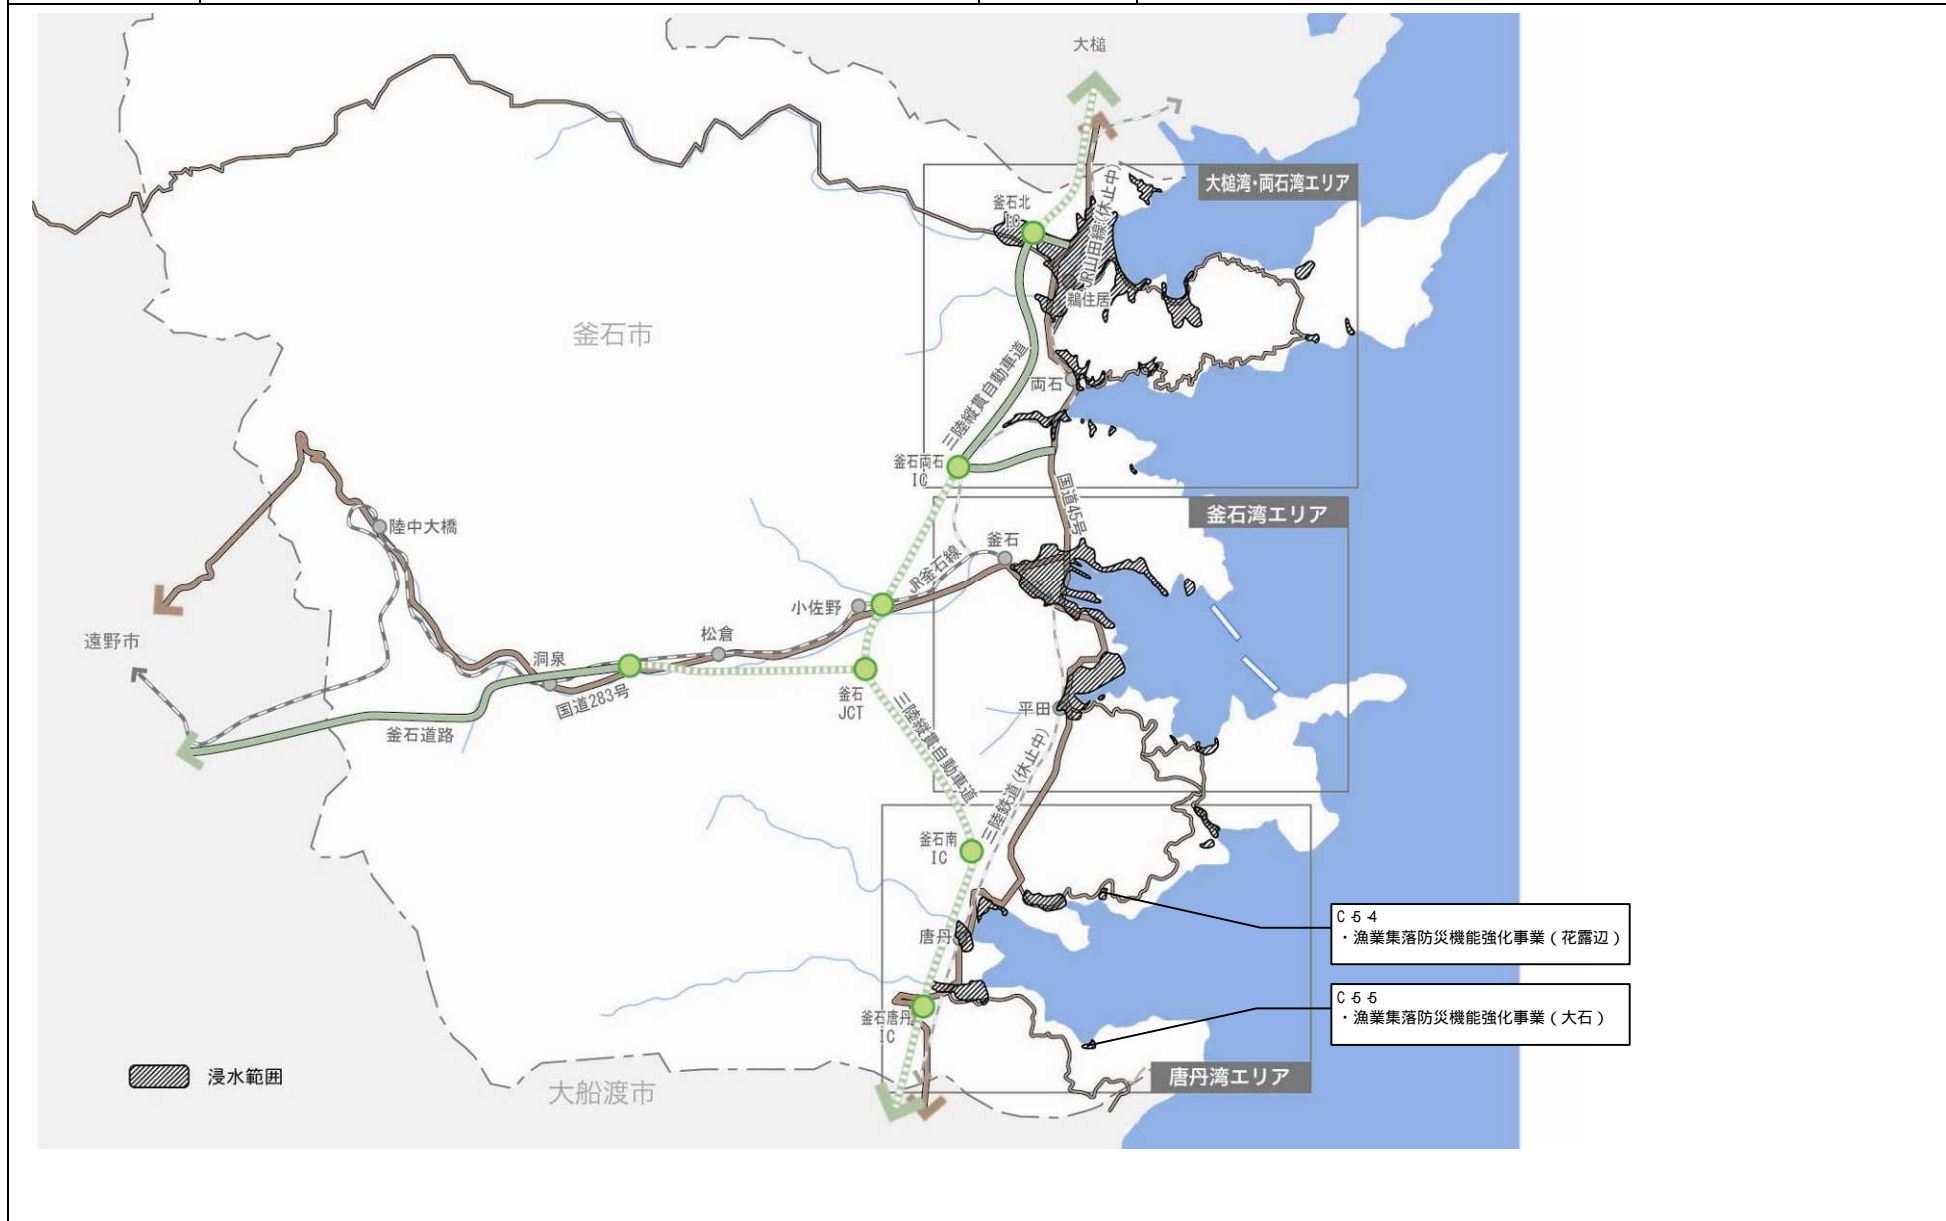 大槌
大槌湾・両石湾エリア
釜石北
IC
JR山田線(休止中)
鵜住居
釜石市
三陸縦貫自動車道
両石
釜石両石
IC
国道45号
釜石湾エリア
陸中大橋
釜石
JR釜石線
小佐野
松倉
遠野市
洞泉
国道283号
釜石
JCT
平田
釜石道路
三陸縦貫自動車道
三陸鉄道(休止中)
釜石南
IC
C-5-4
・漁業集落防災機能強化事業(花露辺)
唐丹
C-5-5
・漁業集落防災機能強化事業(大石)
釜石唐丹
IC
唐丹湾エリア
浸水範囲
大船渡市